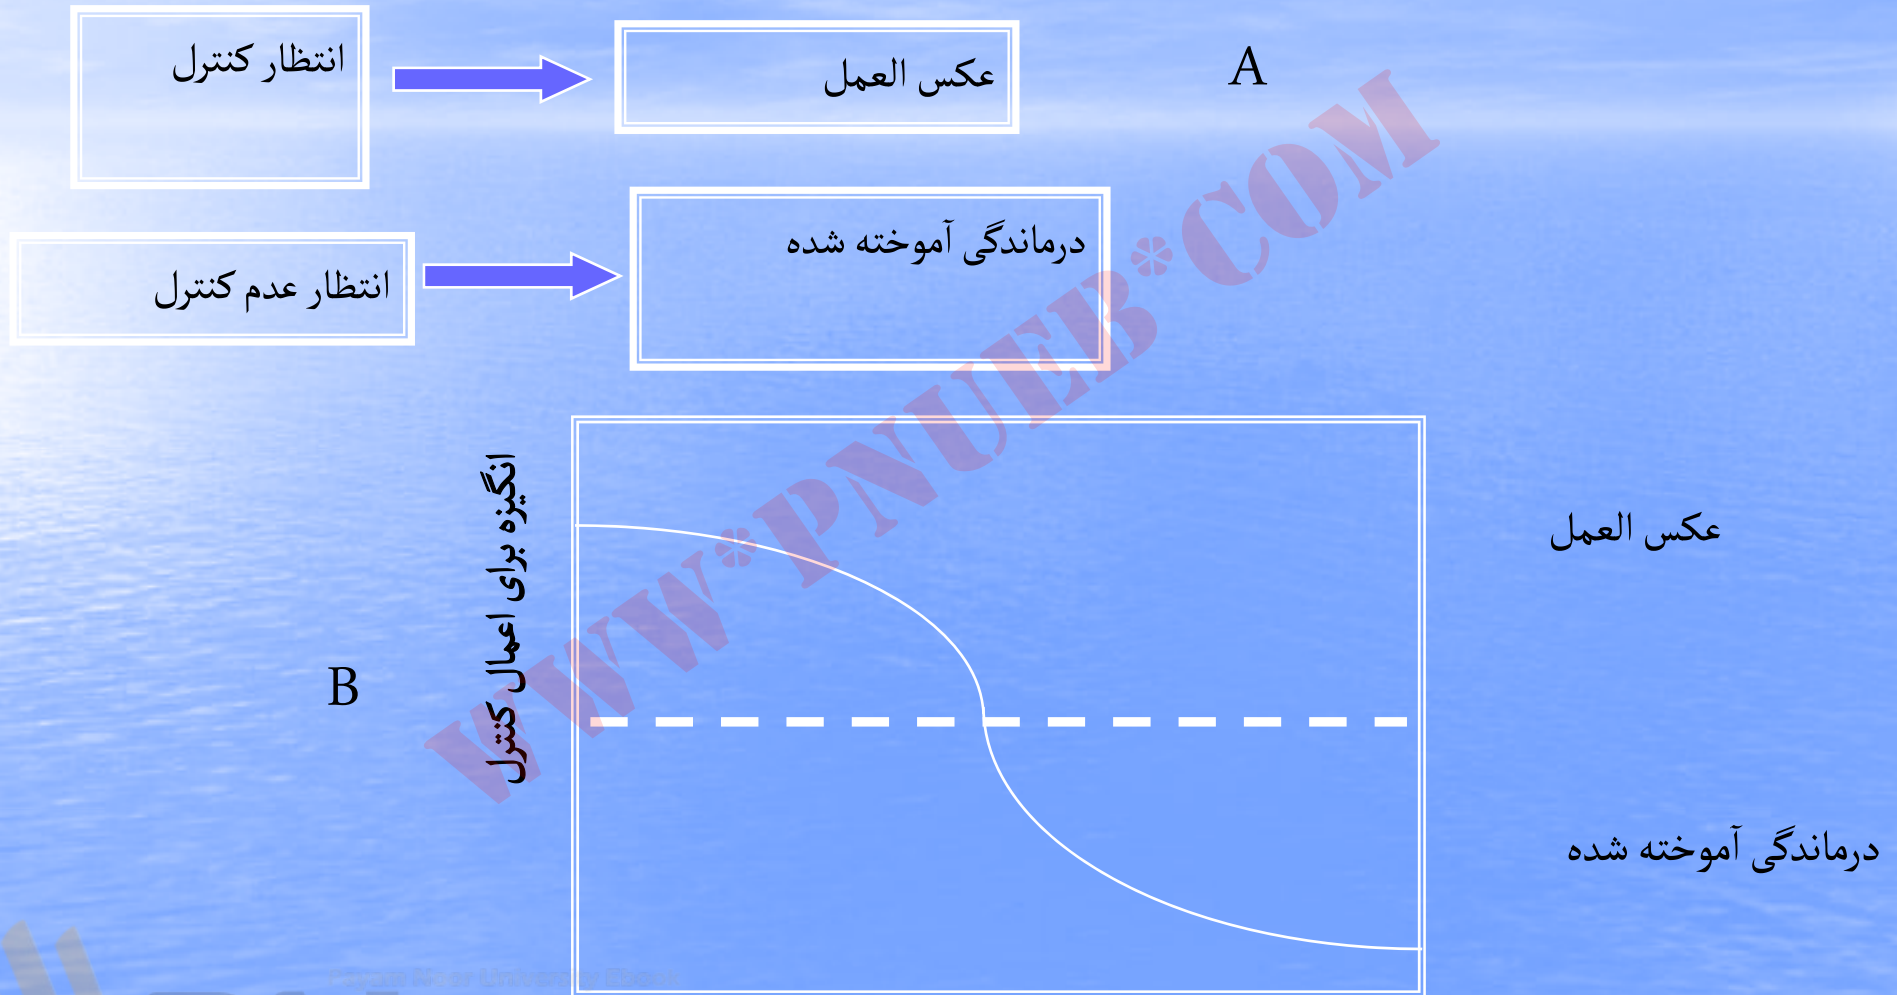 انتظار کنترل
عکس العمل
A
انتظار عدم کنترل
درماندگی آموخته شده
انگیزه برای اعمال کنترل
عکس العمل
B
درماندگی آموخته شده
WWW*PNUEB*COM